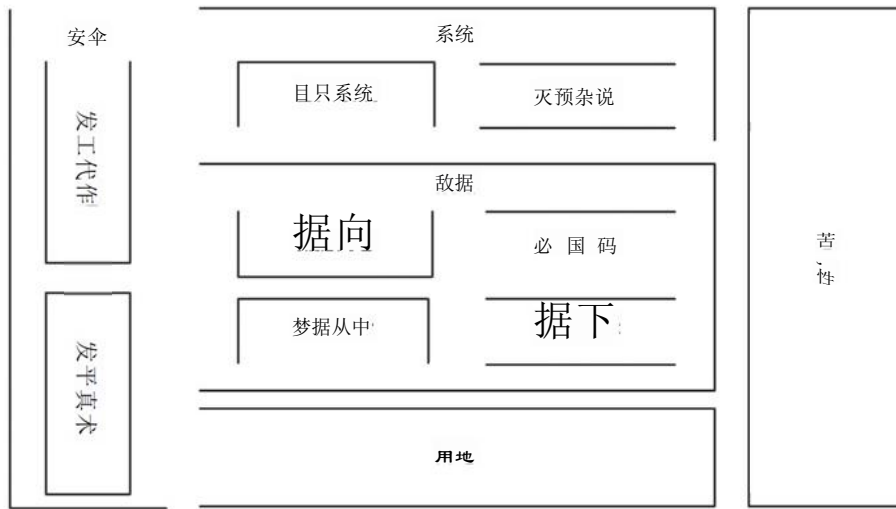 安伞
发工代作
发平真术
系统
目只系统
灭预杂说
敌据
据向
必国码
梦据从中
据下
用地
苦,性